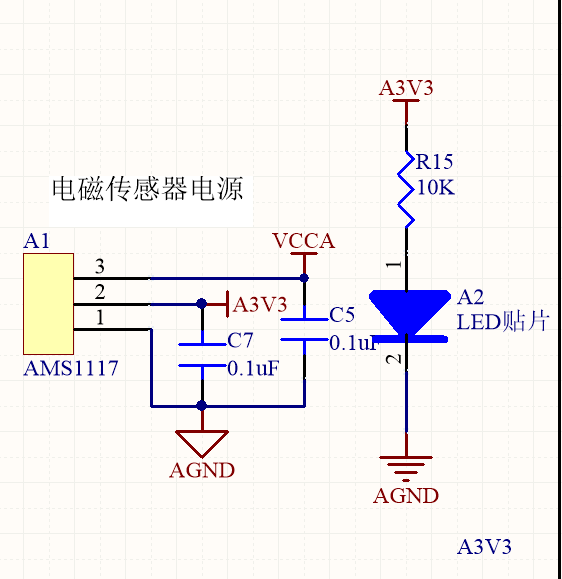 A3V3
R15
10K
电磁传感器电源
A1
VCCA
3
2
1
A3V3
C7
0.1uF
C5
0.1uF
AMS1117
AGND
1
A2
LED贴片
2
AGND
A3V3